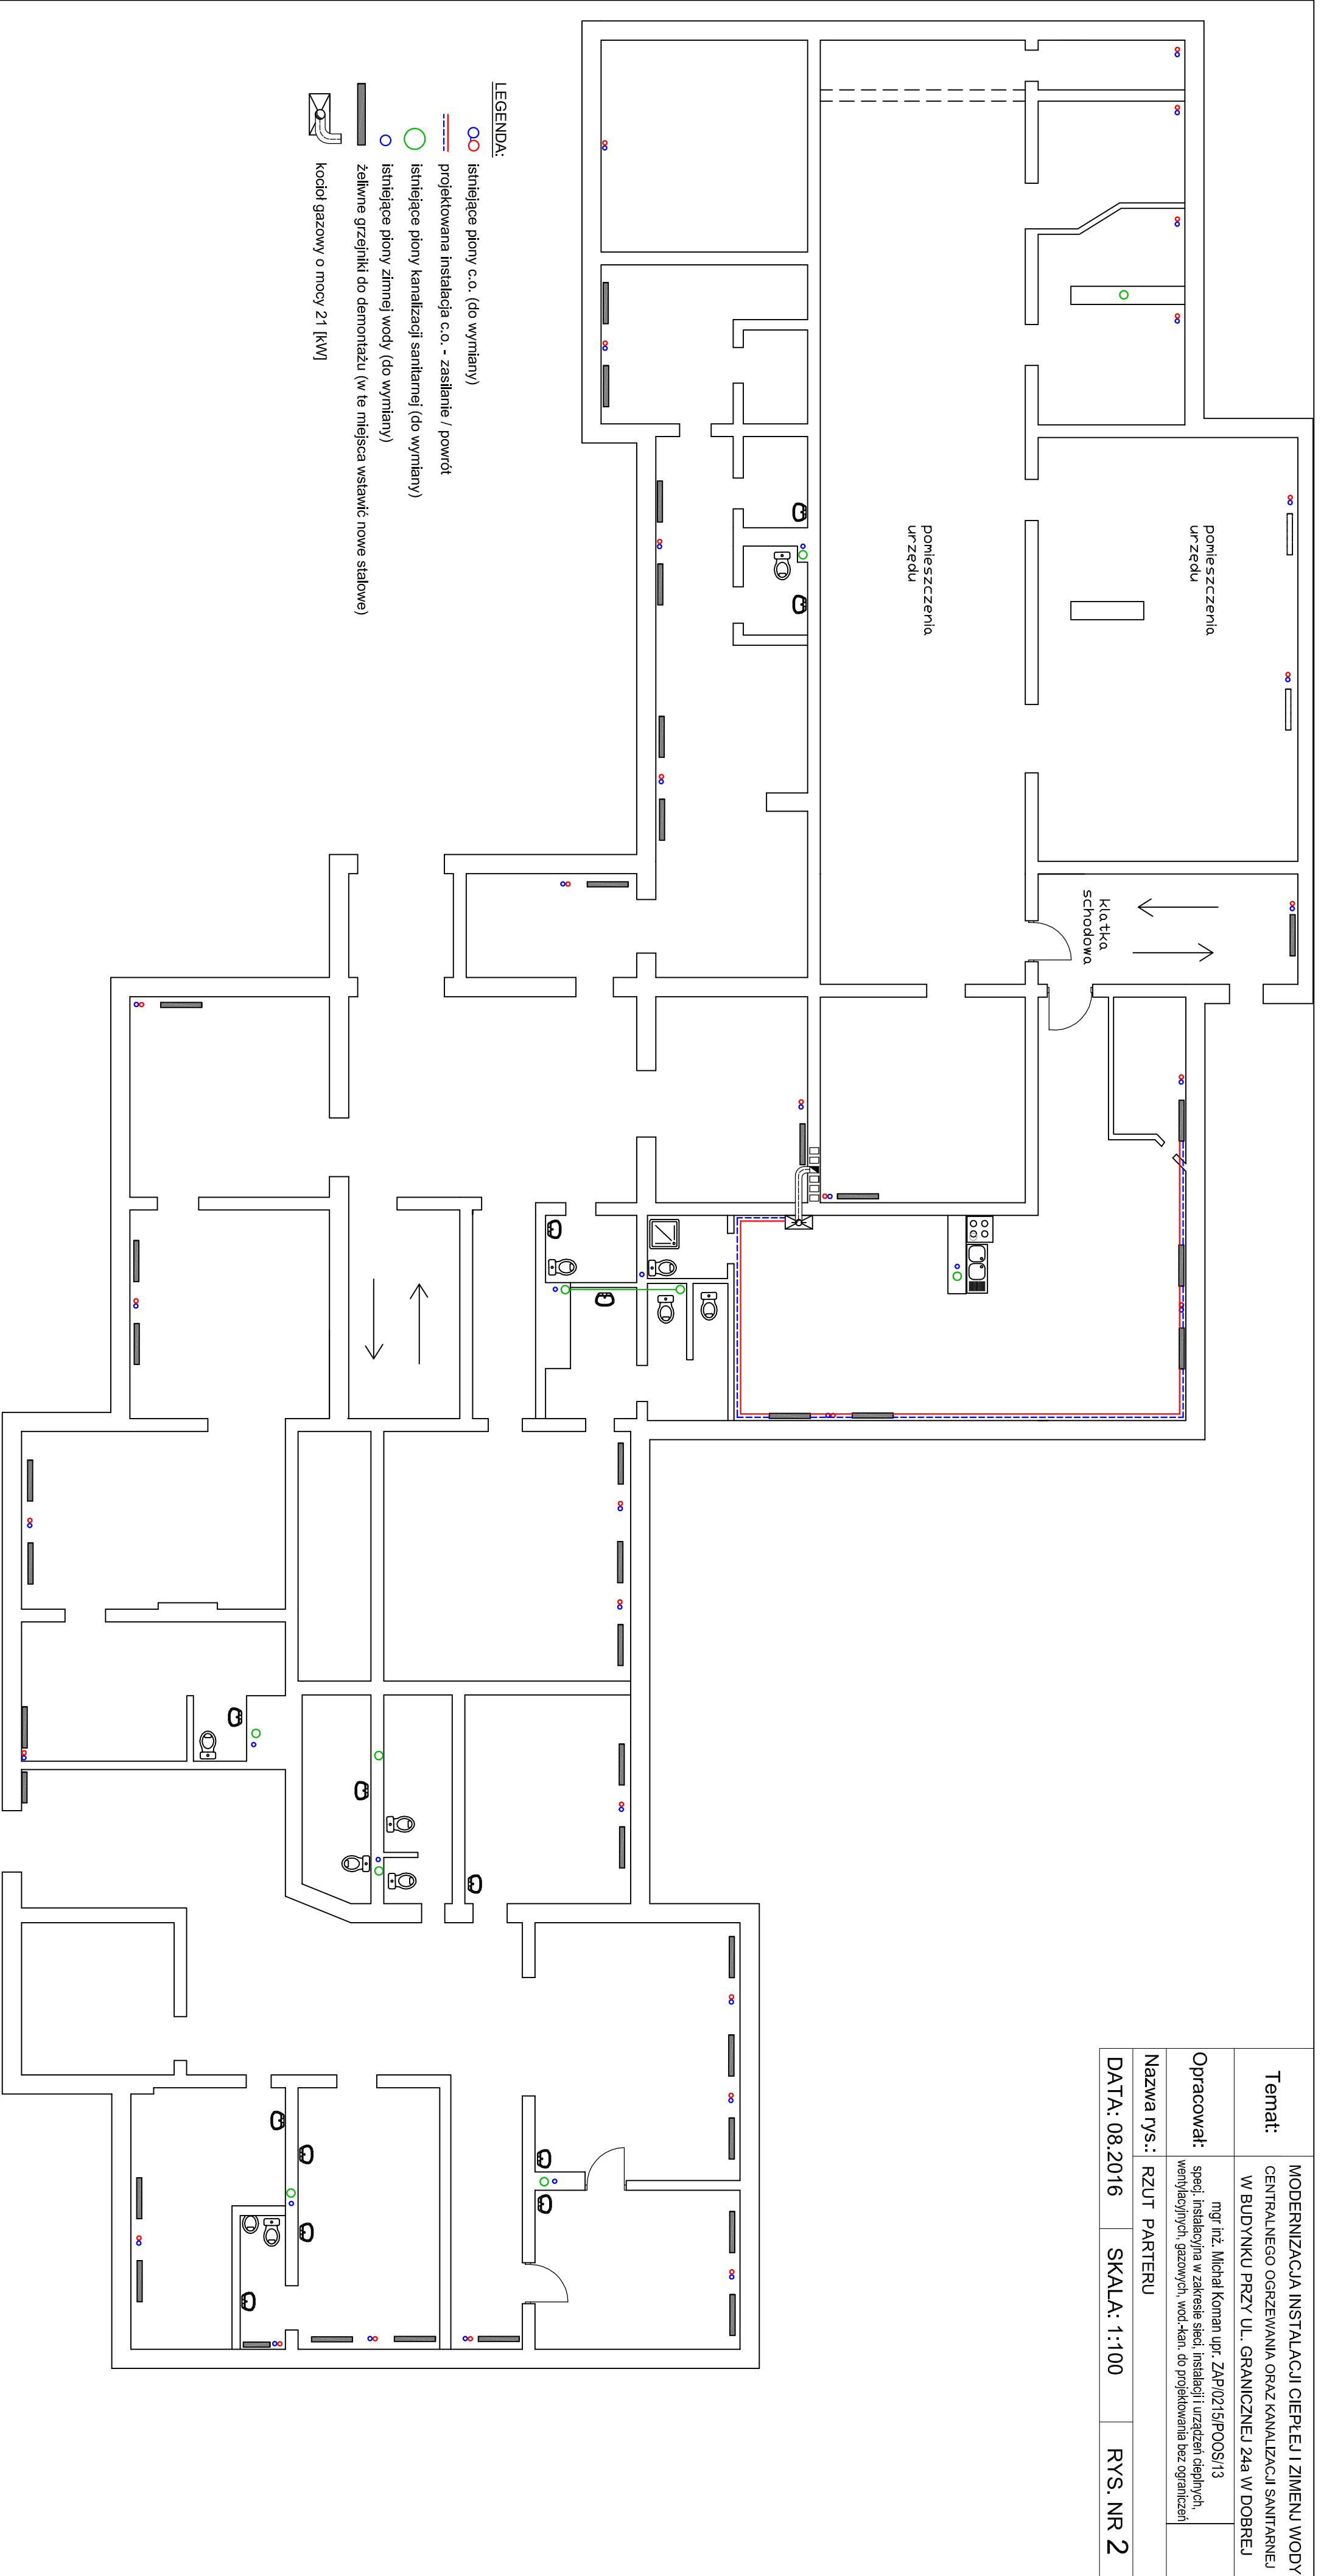 LEGENDA:
istniejące piony c.o. (do wymiany)
projektowana instalacja c.o. - zasilanie / powrót
istniejące piony kanalizacji sanitarnej (do wymiany)
istniejące piony zimnej wody (do wymiany)
żeliwne grzejniki do demontażu (w te miejsca wstawić nowe stalowe)
kocioł gazowy o mocy 21 [kW]
pomieszczenia
urzędu
pomieszczenia
urzędu
klatka
schodowa
Temat:
MODERNIZACJA INSTALACJI CIEPŁEJ I ZIMENJ WODY
CENTRALNEGO OGRZEWANIA ORAZ KANALIZACJI SANITARNEJ
W BUDYNKU PRZY UL. GRANICZNEJ 24a W DOBREJ
Opracował:
mgr inż. Michał Koman upr. ZAP/0215/POOS/13
specj. instalacyjna w zakresie sieci, instalacji i urządzeń cieplnych,
wentylacyjnych, gazowych, wod.-kan. do projektowania bez ograniczeń
Nazwa rys.: RZUT PARTERU
DATA: 08.2016 SKALA: 1:100 RYS. NR 2